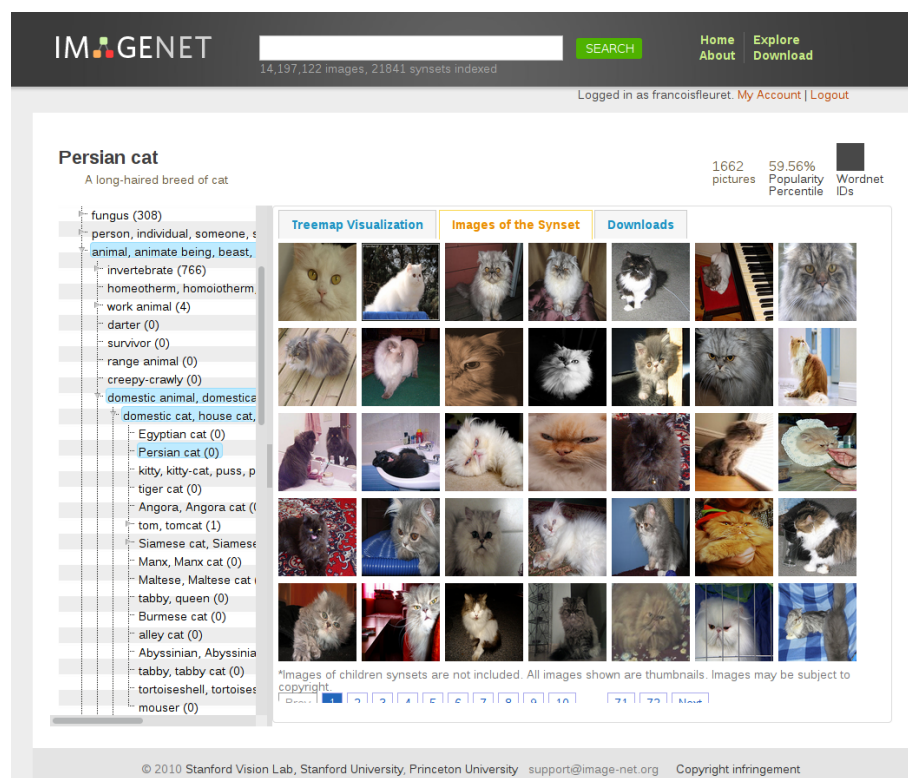 IMAGENET
SEARCH
14,197,122 images, 21841 synsets indexed
Home Explore
About Download
Logged in as francoisfleuret. My Account | Logout
Persian cat
A long-haired breed of cat
1662 pictures
59.56% Popularity Percentile
Wordnet IDs
fungus (308)
person, individual, someone, s
animal, animate being, beast,
invertebrate (766)
homeotherm, homoiotherm,
work animal (4)
darter (0)
survivor (0)
range animal (0)
creepy-crawly (0)
domestic animal, domestica
domestic cat, house cat,
Egyptian cat (0)
Persian cat (0)
kitty, kitty-cat, puss, p
tiger cat (0)
Angora, Angora cat (
tom, tomcat (1)
Siamese cat, Siamese
Manx, Manx cat (0)
Maltese, Maltese cat
tabby, queen (0)
Burmese cat (0)
alley cat (0)
Abyssinian, Abyssinia
tabby, tabby cat (0)
tortoiseshell, tortoises
mouser (0)
Treemap Visualization Images of the Synset Downloads
*Images of children synsets are not included. All images shown are thumbnails. Images may be subject to
copyright.
Prev 1 2 3 4 5 6 7 8 9 10 ... 71 72 Next
© 2010 Stanford Vision Lab, Stanford University, Princeton University support@image-net.org Copyright infringement